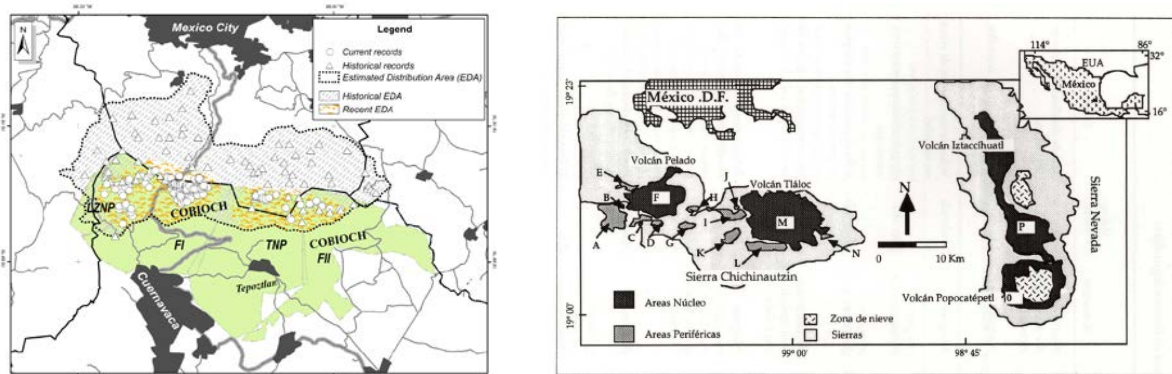 Mexico City
N
Legend
Current records
Historical records
Estimated Distribution Area (EDA)
Historical EDA
Recent EDA
LZNP
COBIOCH
FI
TNP
COBIOCH
FII
Tepoztlan
Cuernavaca
114°
86°
32°
EUA
México
16°
19° 23'
México .D.F.
Volcán Pelado
Volcán Iztaccíhuatl
Sierra Nevada
E
B
F
H
J
Volcán Tláloc
N
A
C
D
G
I
K
M
L
N
P
0
10 Km
Sierra Chichinautzin
Areas Núcleo
Volcán Popocatépetl
0
19° 00'
Areas Periféricas
Zona de nieve
Sierras
99° 00'
98° 45'